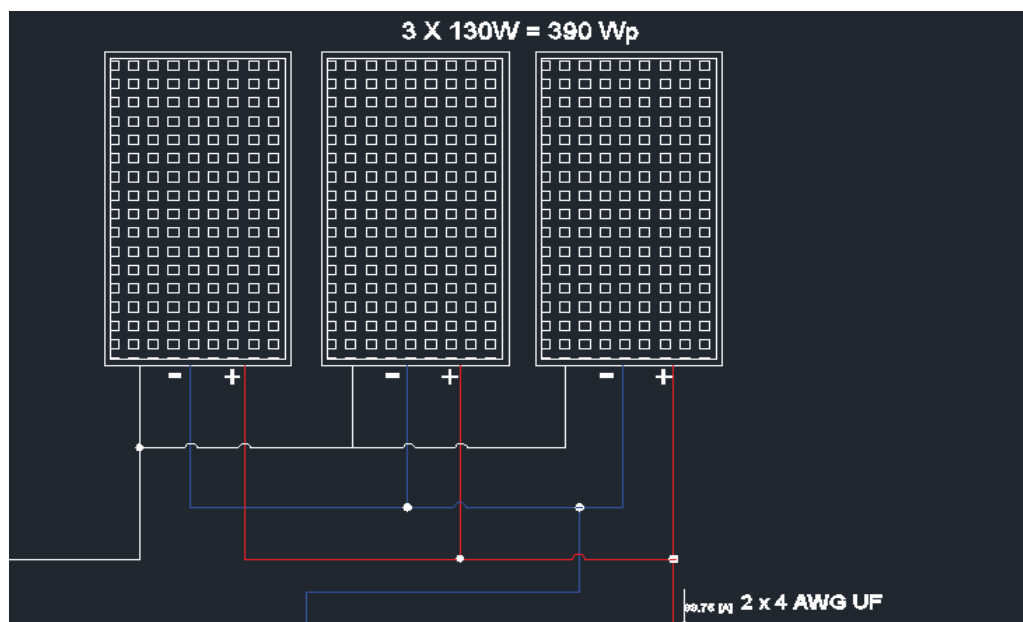 3 X 130W = 390 Wp
- + - + - +
[A] 2 x 4 AWG UF